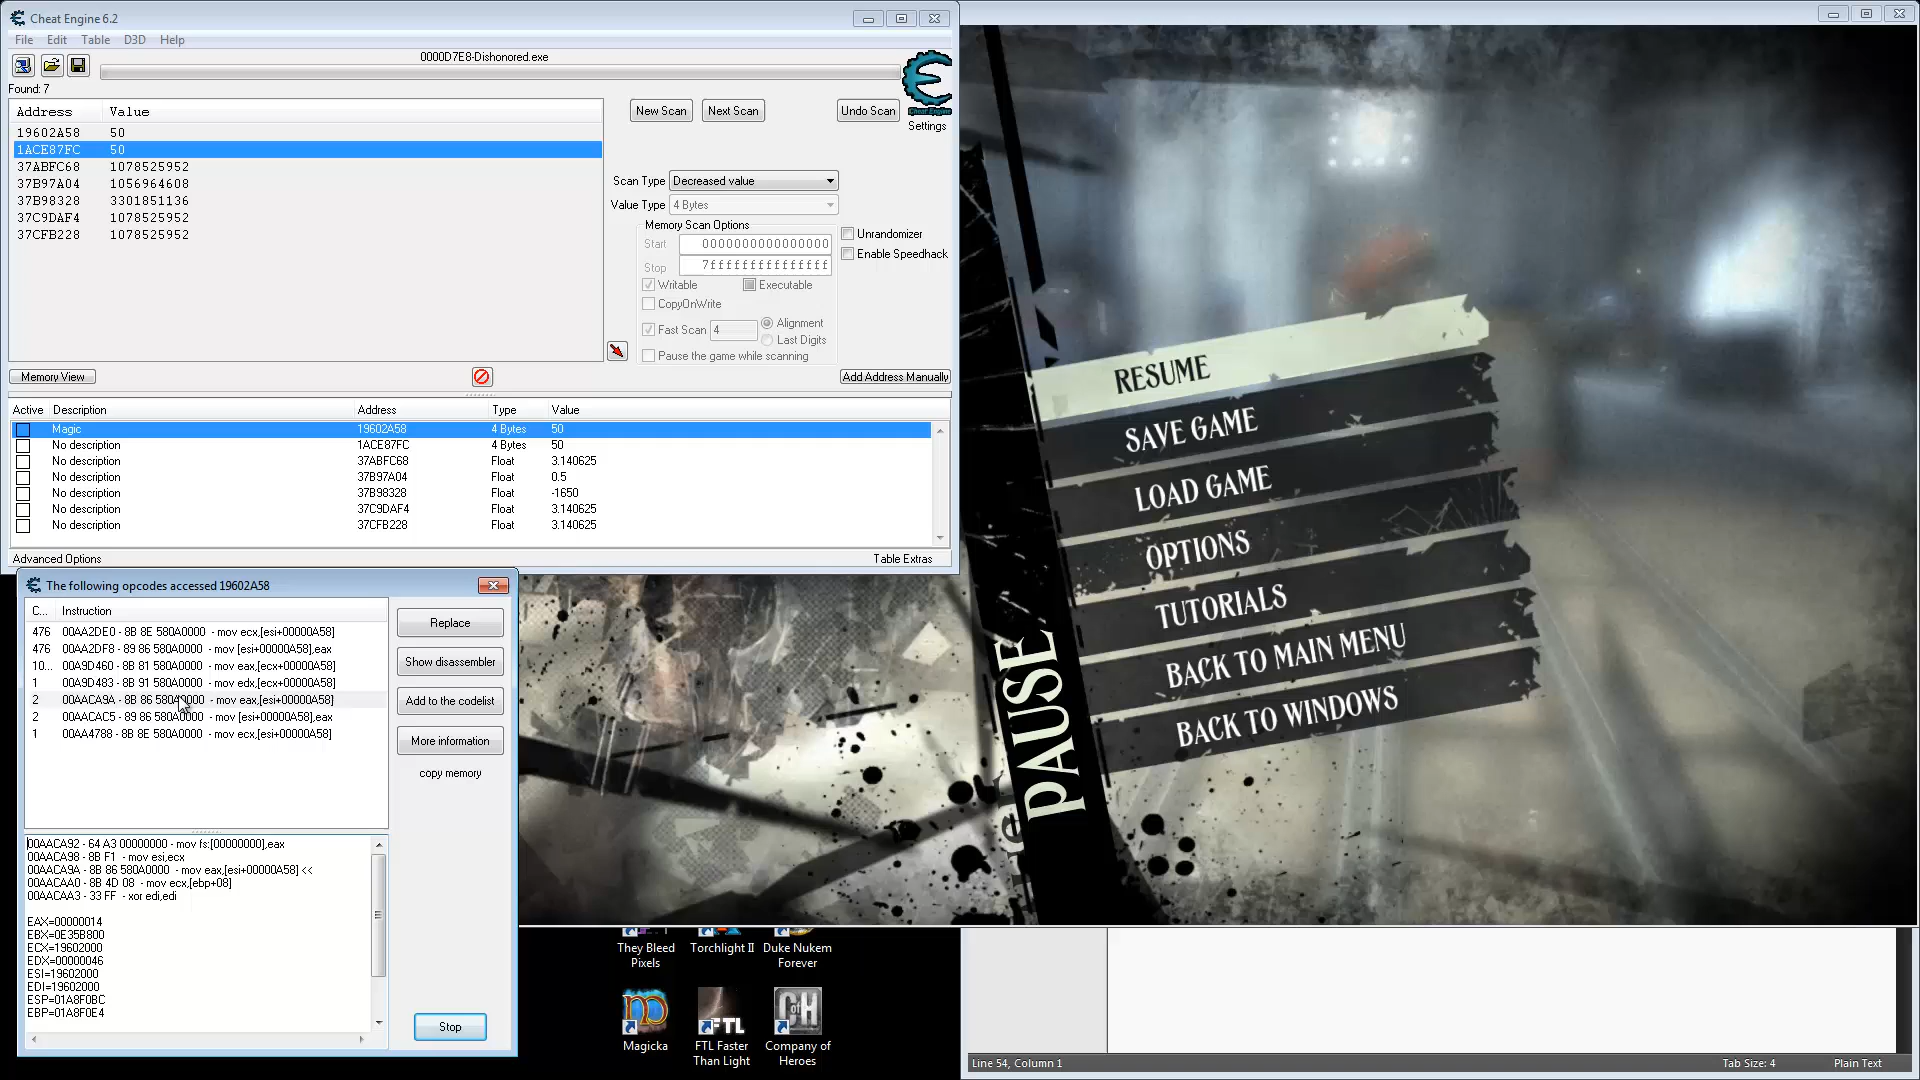 Cheat Engine 6.2
File Edit Table D3D Help
0000D7E8-Dishonored.exe
Found: 7
Address Value
19602A58 50
1ACE87FC 50
37ABFC68 1078525952
37B97A04 1056964608
37B98328 3301851136
37C9DAF4 1078525952
37CFB228 1078525952
New Scan Next Scan Undo Scan
Cheat Engine
Settings
Scan Type Decreased value
Value Type 4 Bytes
Memory Scan Options
Start 0000000000000000
Stop 7fffffffffffffff
Writable Executable
CopyOnWrite
Fast Scan 4 Alignment
Last Digits
Pause the game while scanning
Unrandomizer
Enable Speedhack
Memory View
Add Address Manually
Active Description Address Type Value
Magic 19602A58 4 Bytes 50
No description 1ACE87FC 4 Bytes 50
No description 37ABFC68 Float 3.140625
No description 37B97A04 Float 0.5
No description 37B98328 Float -1650
No description 37C9DAF4 Float 3.140625
No description 37CFB228 Float 3.140625
Advanced Options Table Extras
The following opcodes accessed 19602A58
C... Instruction
476 00AA2DE0 - 8B 8E 580A0000 - mov ecx,[esi+00000A58]
476 00AA2DF8 - 89 86 580A0000 - mov [esi+00000A58],eax
10... 00A9D460 - 8B 81 580A0000 - mov eax,[ecx+00000A58]
1 00A9D483 - 8B 91 580A0000 - mov edx,[ecx+00000A58]
2 00AACA9A - 8B 86 580A0000 - mov eax,[esi+00000A58]
2 00AACAC5 - 89 86 580A0000 - mov [esi+00000A58],eax
1 00AA4788 - 8B 8E 580A0000 - mov ecx,[esi+00000A58]
Replace
Show disassembler
Add to the codelist
More information
copy memory
Stop
00AACA92 - 64 A3 00000000 - mov fs:[00000000],eax
00AACA98 - 8B F1 - mov esi,ecx
00AACA9A - 8B 86 580A0000 - mov eax,[esi+00000A58] <<
00AACAA0 - 8B 4D 08 - mov ecx,[ebp+08]
00AACAA3 - 33 FF - xor edi,edi
EAX=00000014
EBX=0E35B800
ECX=19602000
EDX=00000046
ESI=19602000
EDI=19602000
ESP=01A8F0BC
EBP=01A8F0E4
PAUSE
RESUME
SAVE GAME
LOAD GAME
OPTIONS
TUTORIALS
BACK TO MAIN MENU
BACK TO WINDOWS
They Bleed Pixels
Torchlight II
Duke Nukem Forever
Magicka
FTL
FTL Faster Than Light
CofH
Company of Heroes
Line 54, Column 1 Tab Size: 4 Plain Text